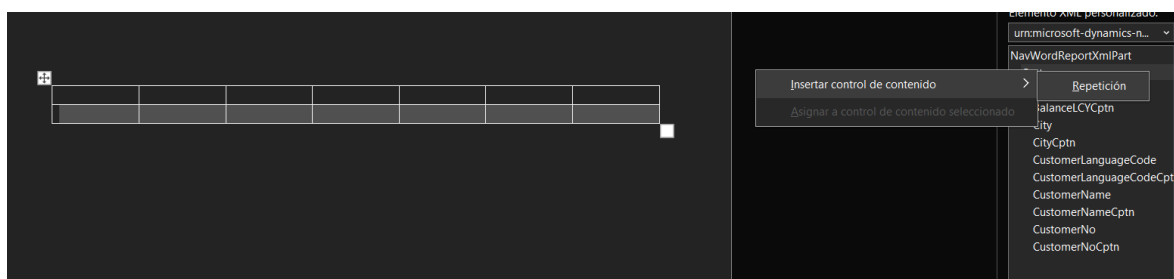 Elemento XML personalizado:
urn:microsoft-dynamics-n...
NavWordReportXmlPart
Insertar control de contenido
Repetición
Asignar a control de contenido seleccionado
BalanceLCYCptn
City
CityCptn
CustomerLanguageCode
CustomerLanguageCodeCpt
CustomerName
CustomerNameCptn
CustomerNo
CustomerNoCptn